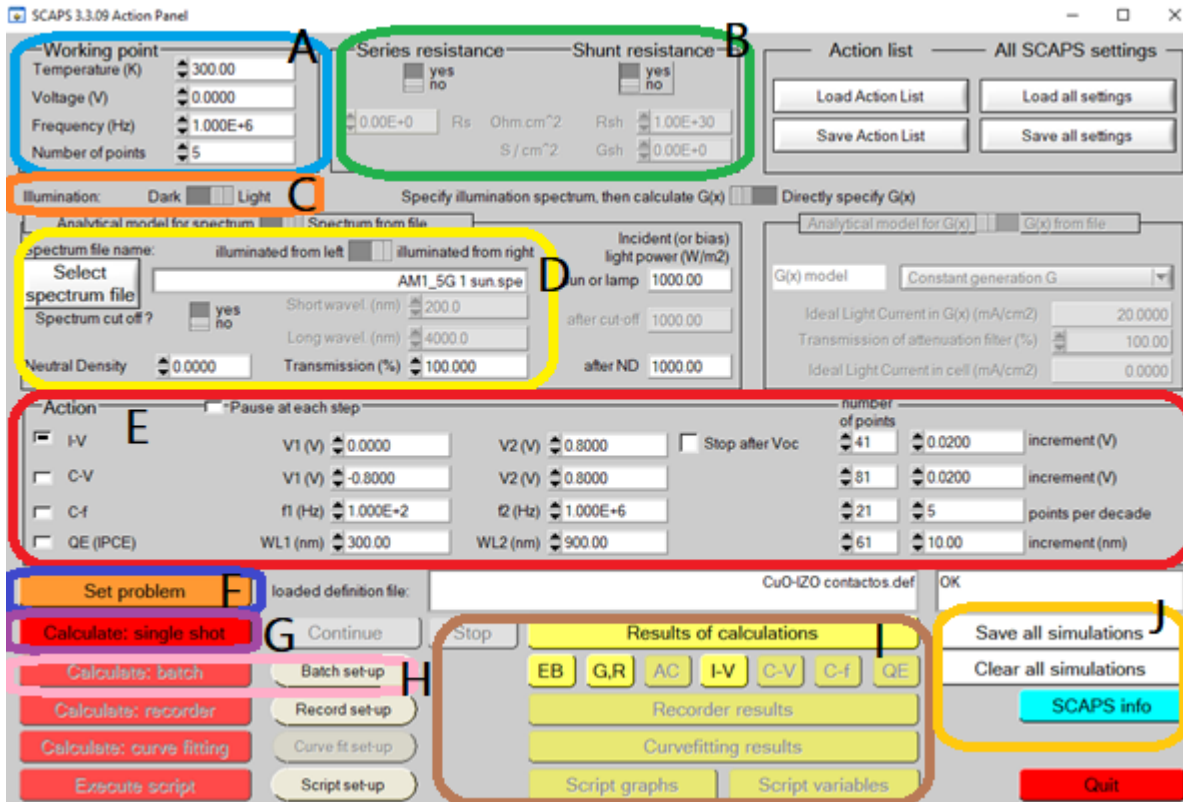 SCAPS 3.3.09 Action Panel
Working point A
Temperature (K) 300.00
Voltage (V) 0.0000
Frequency (Hz) 1.000E+6
Number of points 5
Series resistance Shunt resistance B
yes yes
no no
0.00E+0 Rs Ohm.cm^2 Rsh 1.00E+30
S / cm^2 Gsh 0.00E+0
Action list All SCAPS settings
Load Action List Load all settings
Save Action List Save all settings
Illumination: Dark Light C Specify illumination spectrum, then calculate G(x) Directly specify G(x)
Analytical model for spectrum Spectrum from file
Spectrum file name: illuminated from left illuminated from right
Select
spectrum file
AM1_5G 1 sun.spe D
Spectrum cut off ? yes
no
Short wavel. (nm) 200.0
Long wavel. (nm) 4000.0
Neutral Density 0.0000 Transmission (%) 100.000
Incident (or bias)
light power (W/m2)
sun or lamp 1000.00
after cut-off 1000.00
after ND 1000.00
Analytical model for G(x) G(x) from file
G(x) model Constant generation G
Ideal Light Current in G(x) (mA/cm2) 20.0000
Transmission of attenuation filter (%) 100.00
Ideal Light Current in cell (mA/cm2) 0.0000
Action E Pause at each step number
of points
I-V V1 (V) 0.0000 V2 (V) 0.8000 Stop after Voc 41 0.0200 increment (V)
C-V V1 (V) -0.8000 V2 (V) 0.8000 81 0.0200 increment (V)
C-f f1 (Hz) 1.000E+2 f2 (Hz) 1.000E+6 21 5 points per decade
QE (IPCE) WL1 (nm) 300.00 WL2 (nm) 900.00 61 10.00 increment (nm)
Set problem F loaded definition file: CuO-IZO contactos.def OK
Calculate: single shot G Continue Stop Results of calculations I Save all simulations J
Calculate: batch Batch set-up H EB G,R AC I-V C-V C-f QE Clear all simulations
Calculate: recorder Record set-up Recorder results SCAPS info
Calculate: curve fitting Curve fit set-up Curvefitting results
Execute script Script set-up Script graphs Script variables Quit